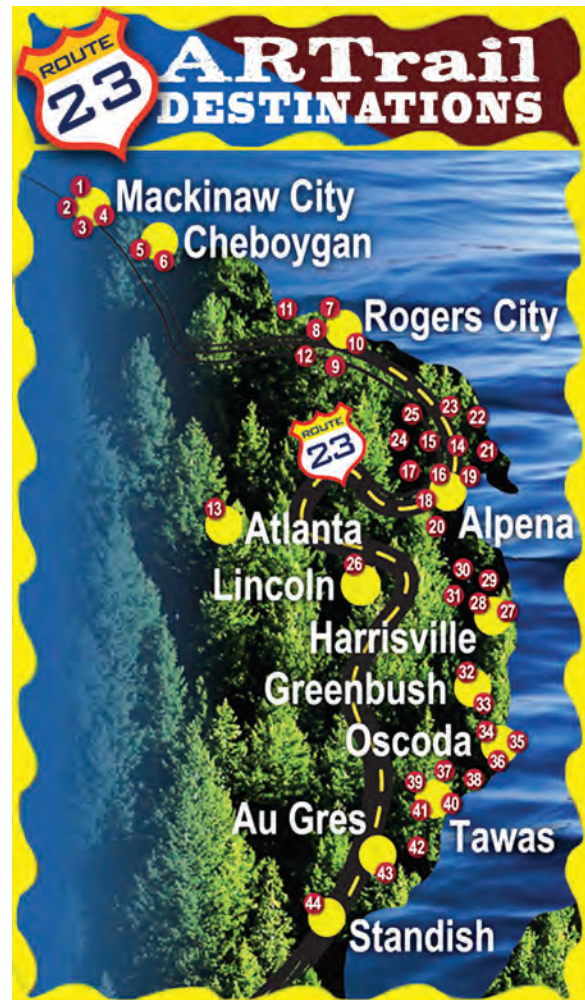 ROUTE
23
ARTrail
DESTINATIONS
1
2
4
3
Mackinaw City
5
6
Cheboygan
11
7
8
Rogers City
10
12
9
25
23
22
24
15
14
21
ROUTE
23
17
16
19
18
20
Alpena
13
Atlanta
26
Lincoln
30
29
31
28
27
Harrisville
32
Greenbush
33
34
Oscoda
35
36
39
37
38
41
40
Au Gres
Tawas
42
43
44
Standish